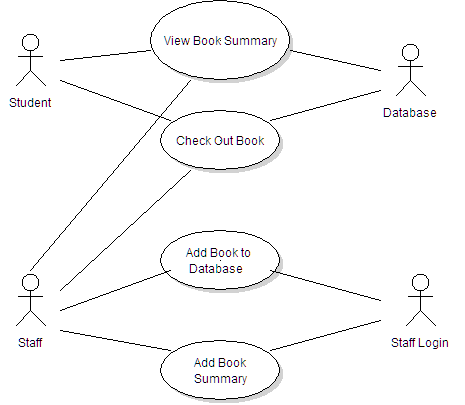 View Book Summary
Student
Database
Check Out Book
Add Book to
Database
Staff
Staff Login
Add Book
Summary